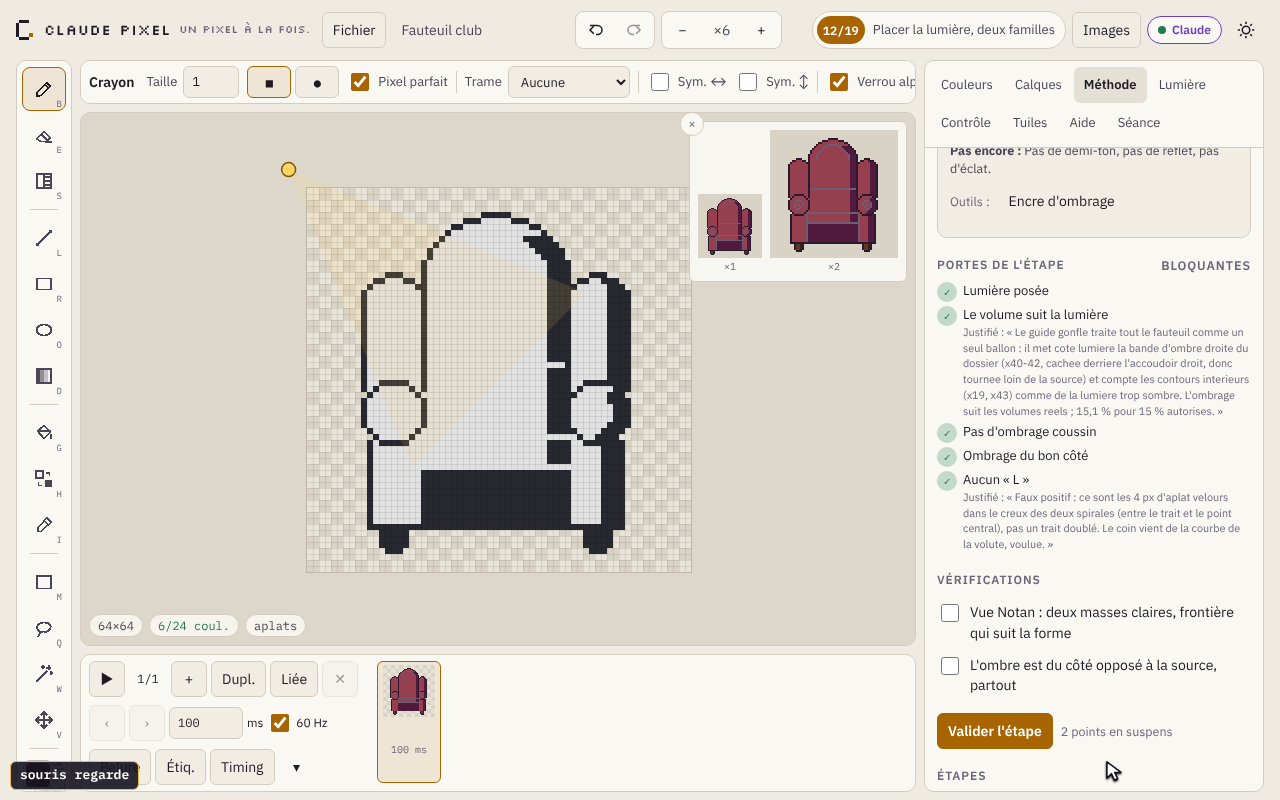 CLAUDE PIXEL UN PIXEL À LA FOIS. Fichier Fauteuil club − ×6 + 12/19 Placer la lumière, deux familles Images Claude
Crayon Taille 1 Pixel parfait Trame Aucune Sym. ↔ Sym. ↕ Verrou alp
Couleurs Calques Méthode Lumière
Contrôle Tuiles Aide Séance
B
E
S
L
R
O
D
G
H
I
M
Q
W
V
×
×1 ×2
Pas encore : Pas de demi-ton, pas de reflet, pas
d'éclat.
Outils : Encre d'ombrage
PORTES DE L'ÉTAPE BLOQUANTES
Lumière posée
Le volume suit la lumière
Justifié : « Le guide gonfle traite tout le fauteuil comme un
seul ballon : il met cote lumiere la bande d'ombre droite du
dossier (x40-42, cachee derriere l'accoudoir droit, donc
tournee loin de la source) et compte les contours interieurs
(x19, x43) comme de la lumiere trop sombre. L'ombrage
suit les volumes reels ; 15,1 % pour 15 % autorises. »
Pas d'ombrage coussin
Ombrage du bon côté
Aucun « L »
Justifié : « Faux positif : ce sont les 4 px d'aplat velours
dans le creux des deux spirales (entre le trait et le point
central), pas un trait doublé. Le coin vient de la courbe de
la volute, voulue. »
VÉRIFICATIONS
Vue Notan : deux masses claires, frontière
qui suit la forme
L'ombre est du côté opposé à la source,
partout
Valider l'étape 2 points en suspens
ÉTAPES
64×64 6/24 coul. aplats
1/1 + Dupl. Liée ×
‹ › 100 ms 60 Hz
100 ms
Étiq. Timing
souris regarde